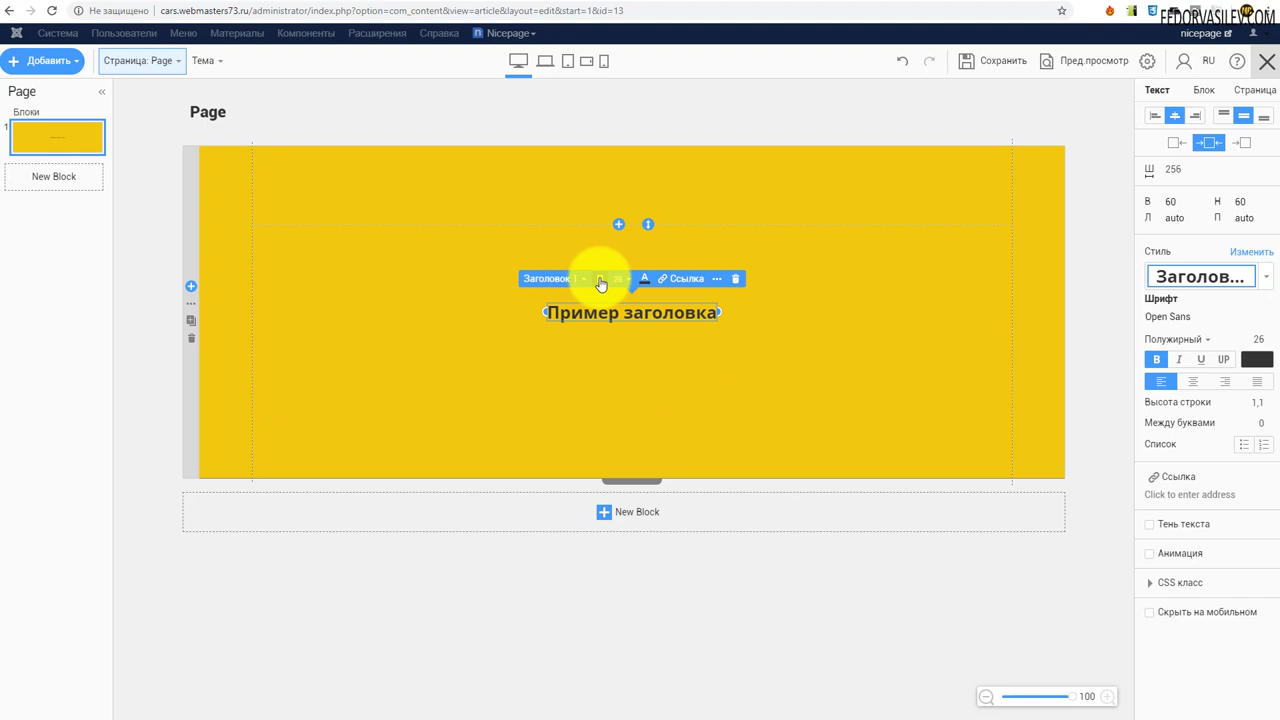 Не защищено cars.webmasters73.ru/administrator/index.php?option=com_content&view=article&layout=edit&start=1&id=13
FEDORVASILEV.COM
Система Пользователи Меню Материалы Компоненты Расширения Справка Nicepage
nicepage
Добавить Страница: Page Тема Сохранить Пред.просмотр RU
Page
Блоки
1
New Block
Page
Заголовок 1 Ссылка
Пример заголовка
New Block
100
Текст Блок Страница
Ш 256
В 60 Н 60
Л auto П auto
Стиль Изменить
Заголов...
Шрифт
Open Sans
Полужирный 26
B I U UP
Высота строки 1,1
Между буквами 0
Список
Ссылка
Click to enter address
Тень текста
Анимация
CSS класс
Скрыть на мобильном